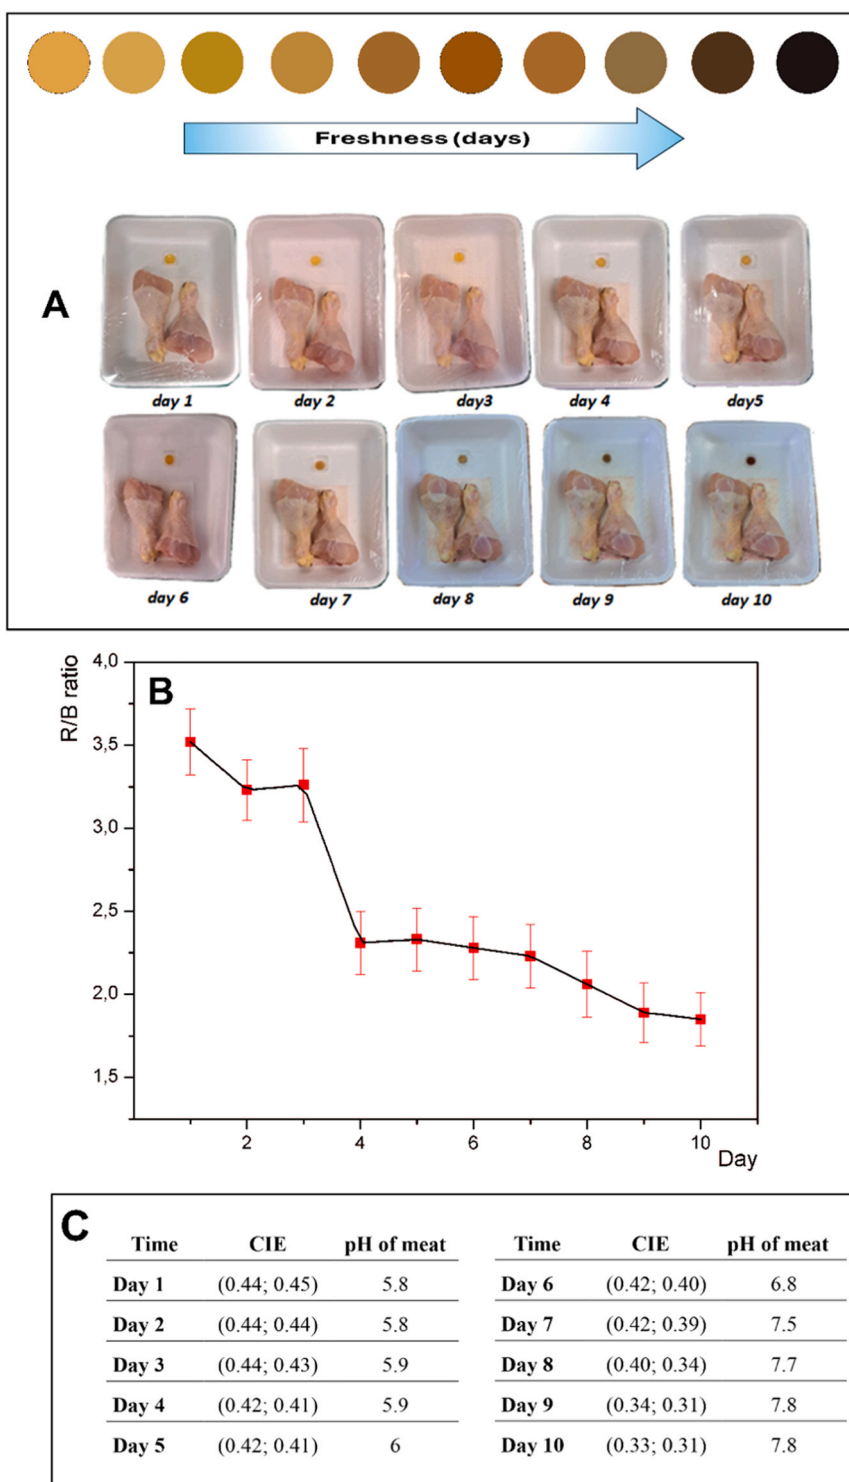 Freshness (days)
A
day 1 day 2 day3 day 4 day5
day 6 day 7 day 8 day 9 day 10
B
R/B ratio
4,0
3,5
3,0
2,5
2,0
1,5
2 4 6 8 10
Day
C
Time CIE pH of meat Time CIE pH of meat
Day 1 (0.44; 0.45) 5.8 Day 6 (0.42; 0.40) 6.8
Day 2 (0.44; 0.44) 5.8 Day 7 (0.42; 0.39) 7.5
Day 3 (0.44; 0.43) 5.9 Day 8 (0.40; 0.34) 7.7
Day 4 (0.42; 0.41) 5.9 Day 9 (0.34; 0.31) 7.8
Day 5 (0.42; 0.41) 6 Day 10 (0.33; 0.31) 7.8